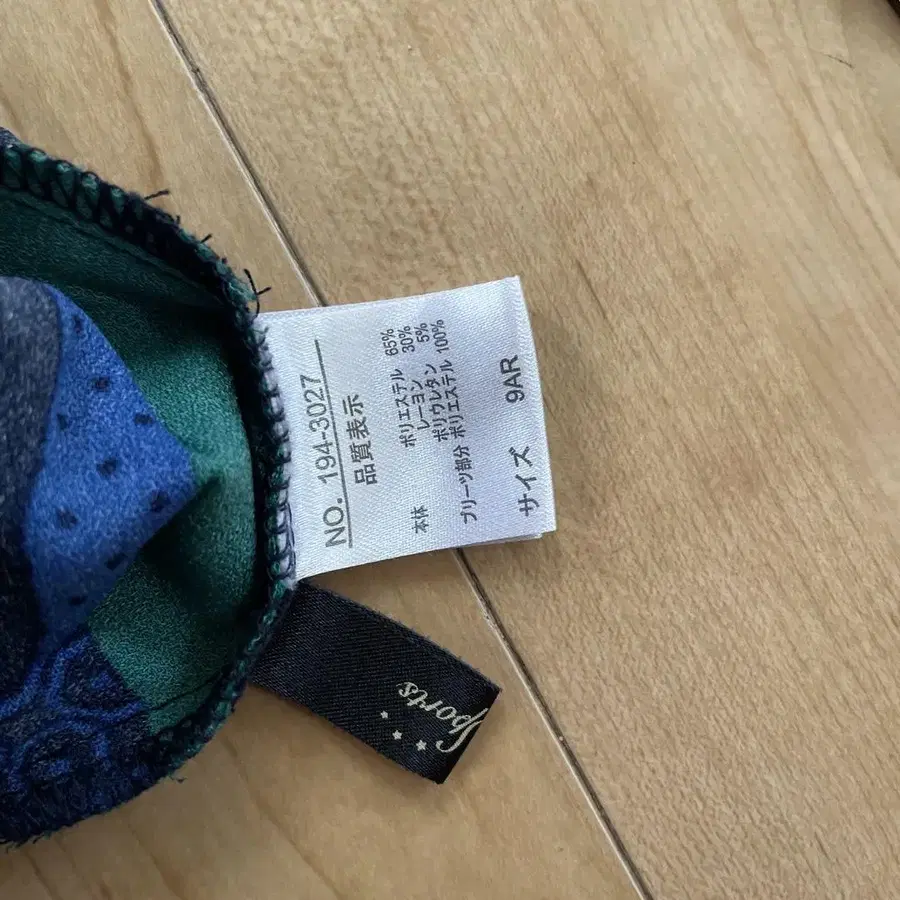 NO. 194-3027
品質表示
本体 ポリエステル 65%
レーヨン 30%
ポリウレタン 5%
プリーツ部分 ポリエステル 100%
サイズ 9AR
Sports